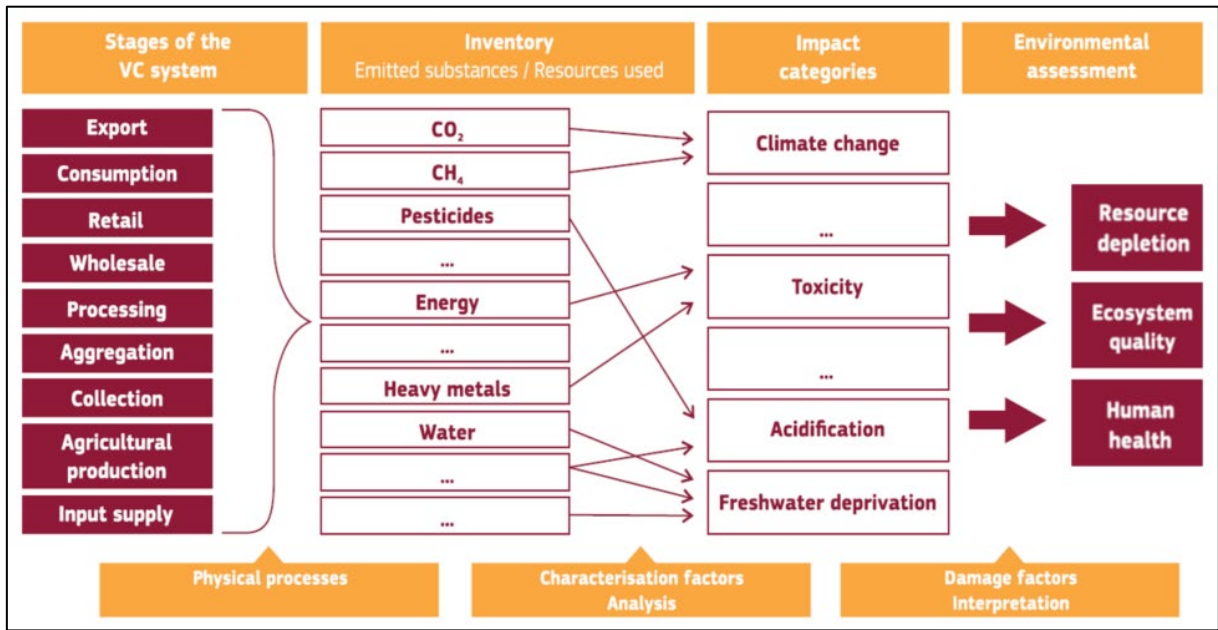 Stages of the
VC system
Inventory
Emitted substances / Resources used
Impact
categories
Environmental
assessment
Export
Consumption
Retail
Wholesale
Processing
Aggregation
Collection
Agricultural
production
Input supply
CO₂
CH₄
Pesticides
...
Energy
...
Heavy metals
Water
...
...
Climate change
...
Toxicity
...
Acidification
Freshwater deprivation
Resource
depletion
Ecosystem
quality
Human
health
Physical processes
Characterisation factors
Analysis
Damage factors
Interpretation